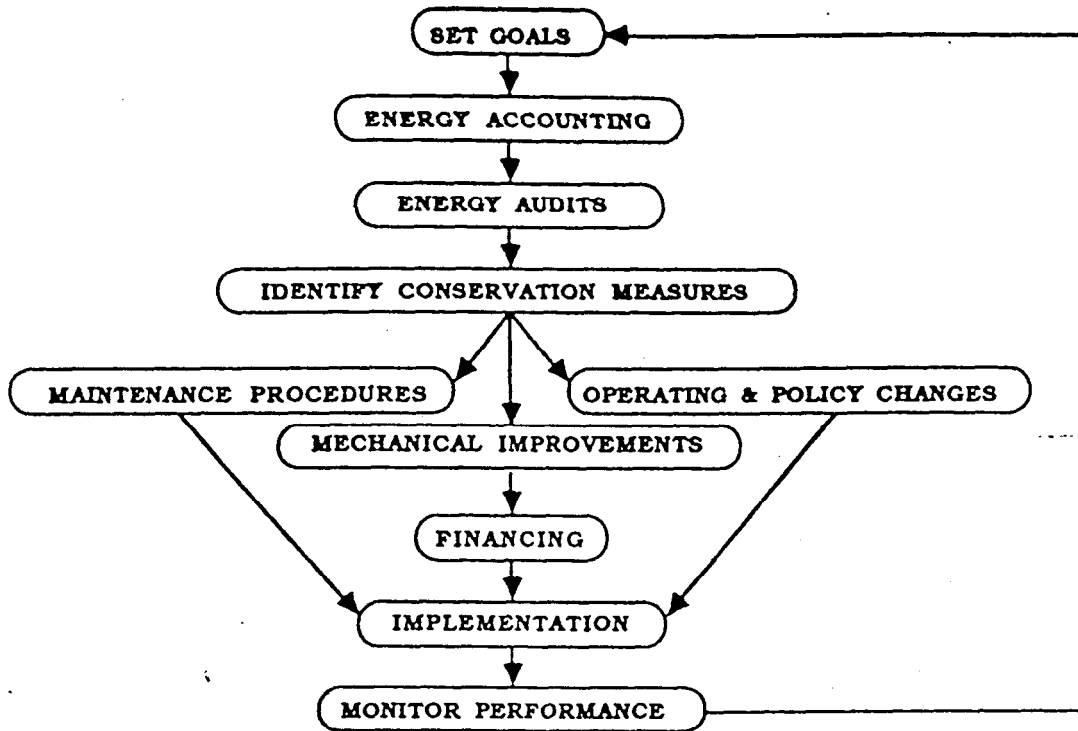 SET GOALS
ENERGY ACCOUNTING
ENERGY AUDITS
IDENTIFY CONSERVATION MEASURES
MAINTENANCE PROCEDURES
OPERATING & POLICY CHANGES
MECHANICAL IMPROVEMENTS
FINANCING
IMPLEMENTATION
MONITOR PERFORMANCE